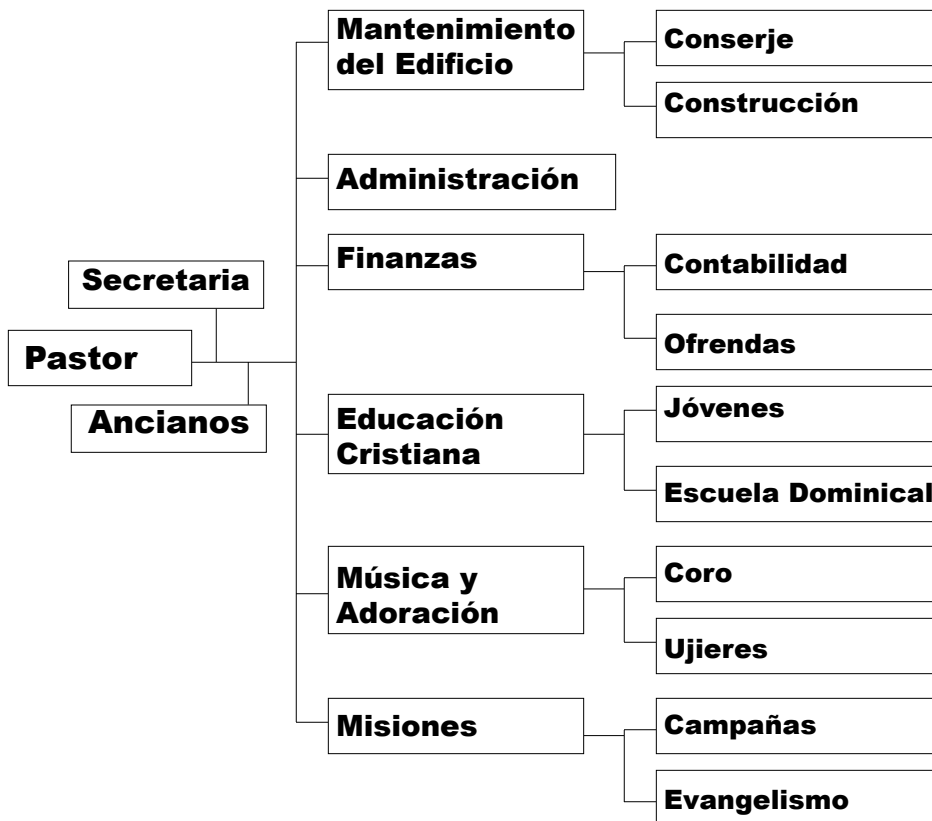 Mantenimiento
del Edificio
Conserje
Construcción
Administración
Finanzas
Contabilidad
Ofrendas
Secretaria
Pastor
Ancianos
Educación
Cristiana
Jóvenes
Escuela Dominical
Música y
Adoración
Coro
Ujieres
Misiones
Campañas
Evangelismo